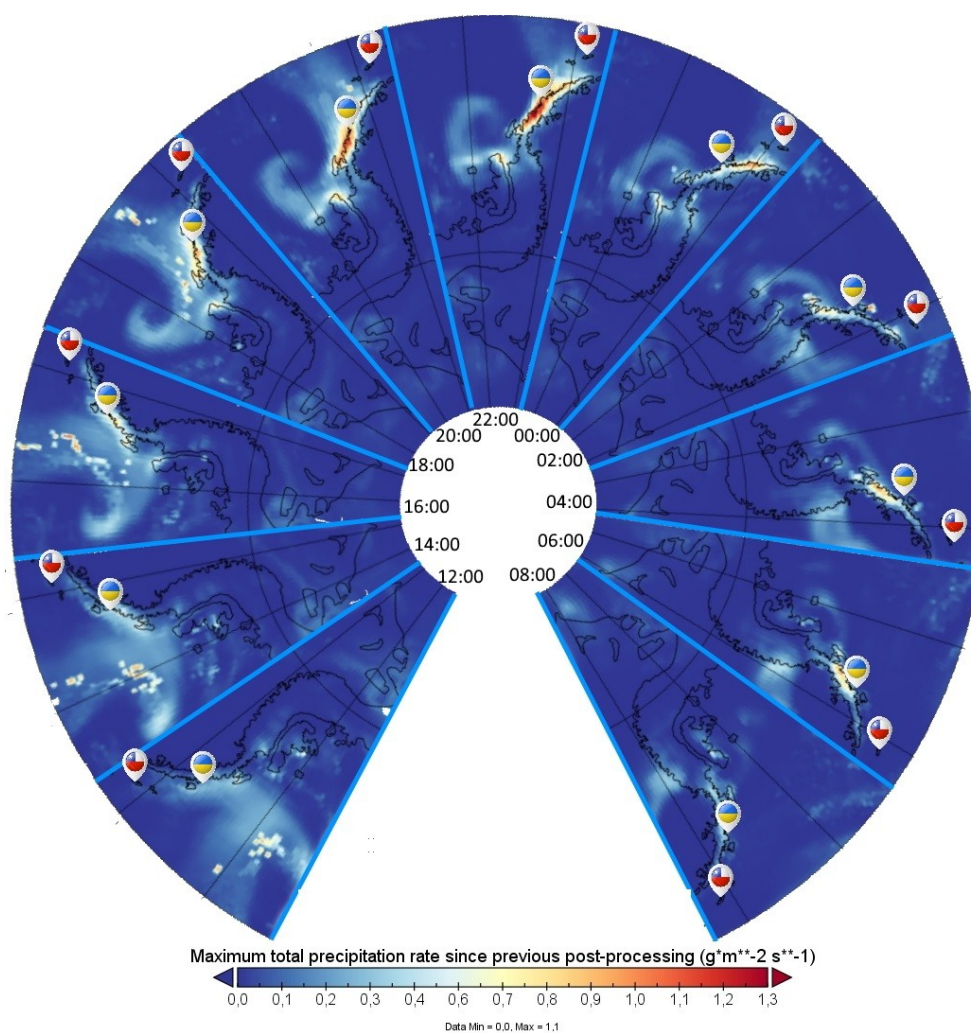 22:00
20:00 00:00
18:00 02:00
16:00 04:00
14:00 06:00
12:00 08:00
Maximum total precipitation rate since previous post-processing (g*m**-2 s**-1)
0,0 0,1 0,2 0,3 0,4 0,5 0,6 0,7 0,8 0,9 1,0 1,1 1,2 1,3
Data Min = 0,0, Max = 1,1